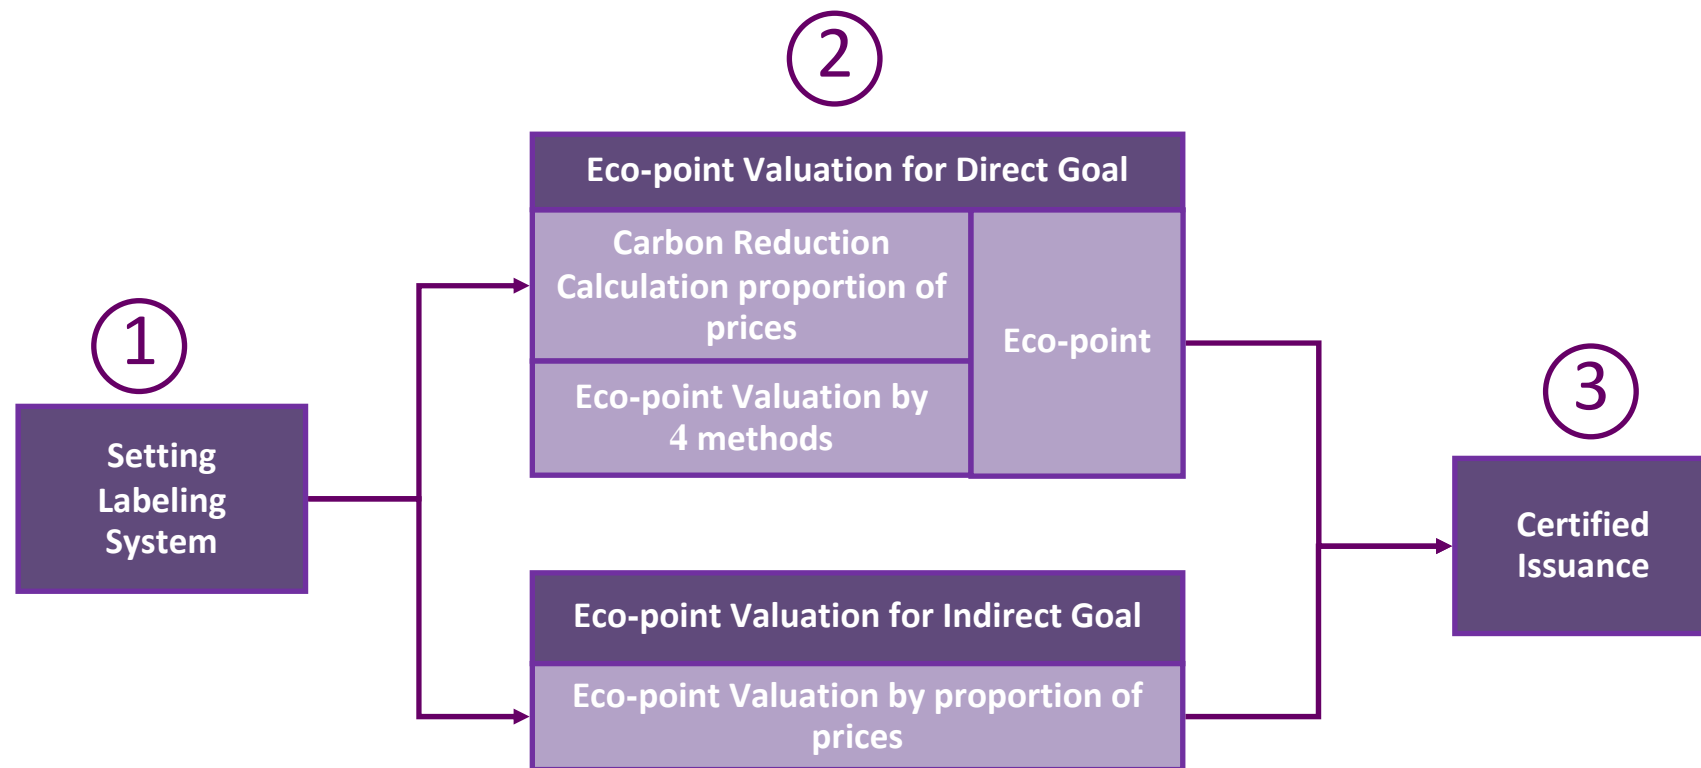 1
Setting
Labeling
System
2
Eco-point Valuation for Direct Goal
Carbon Reduction
Calculation proportion of
prices
Eco-point Valuation by
4 methods
Eco-point
Eco-point Valuation for Indirect Goal
Eco-point Valuation by proportion of
prices
3
Certified
Issuance